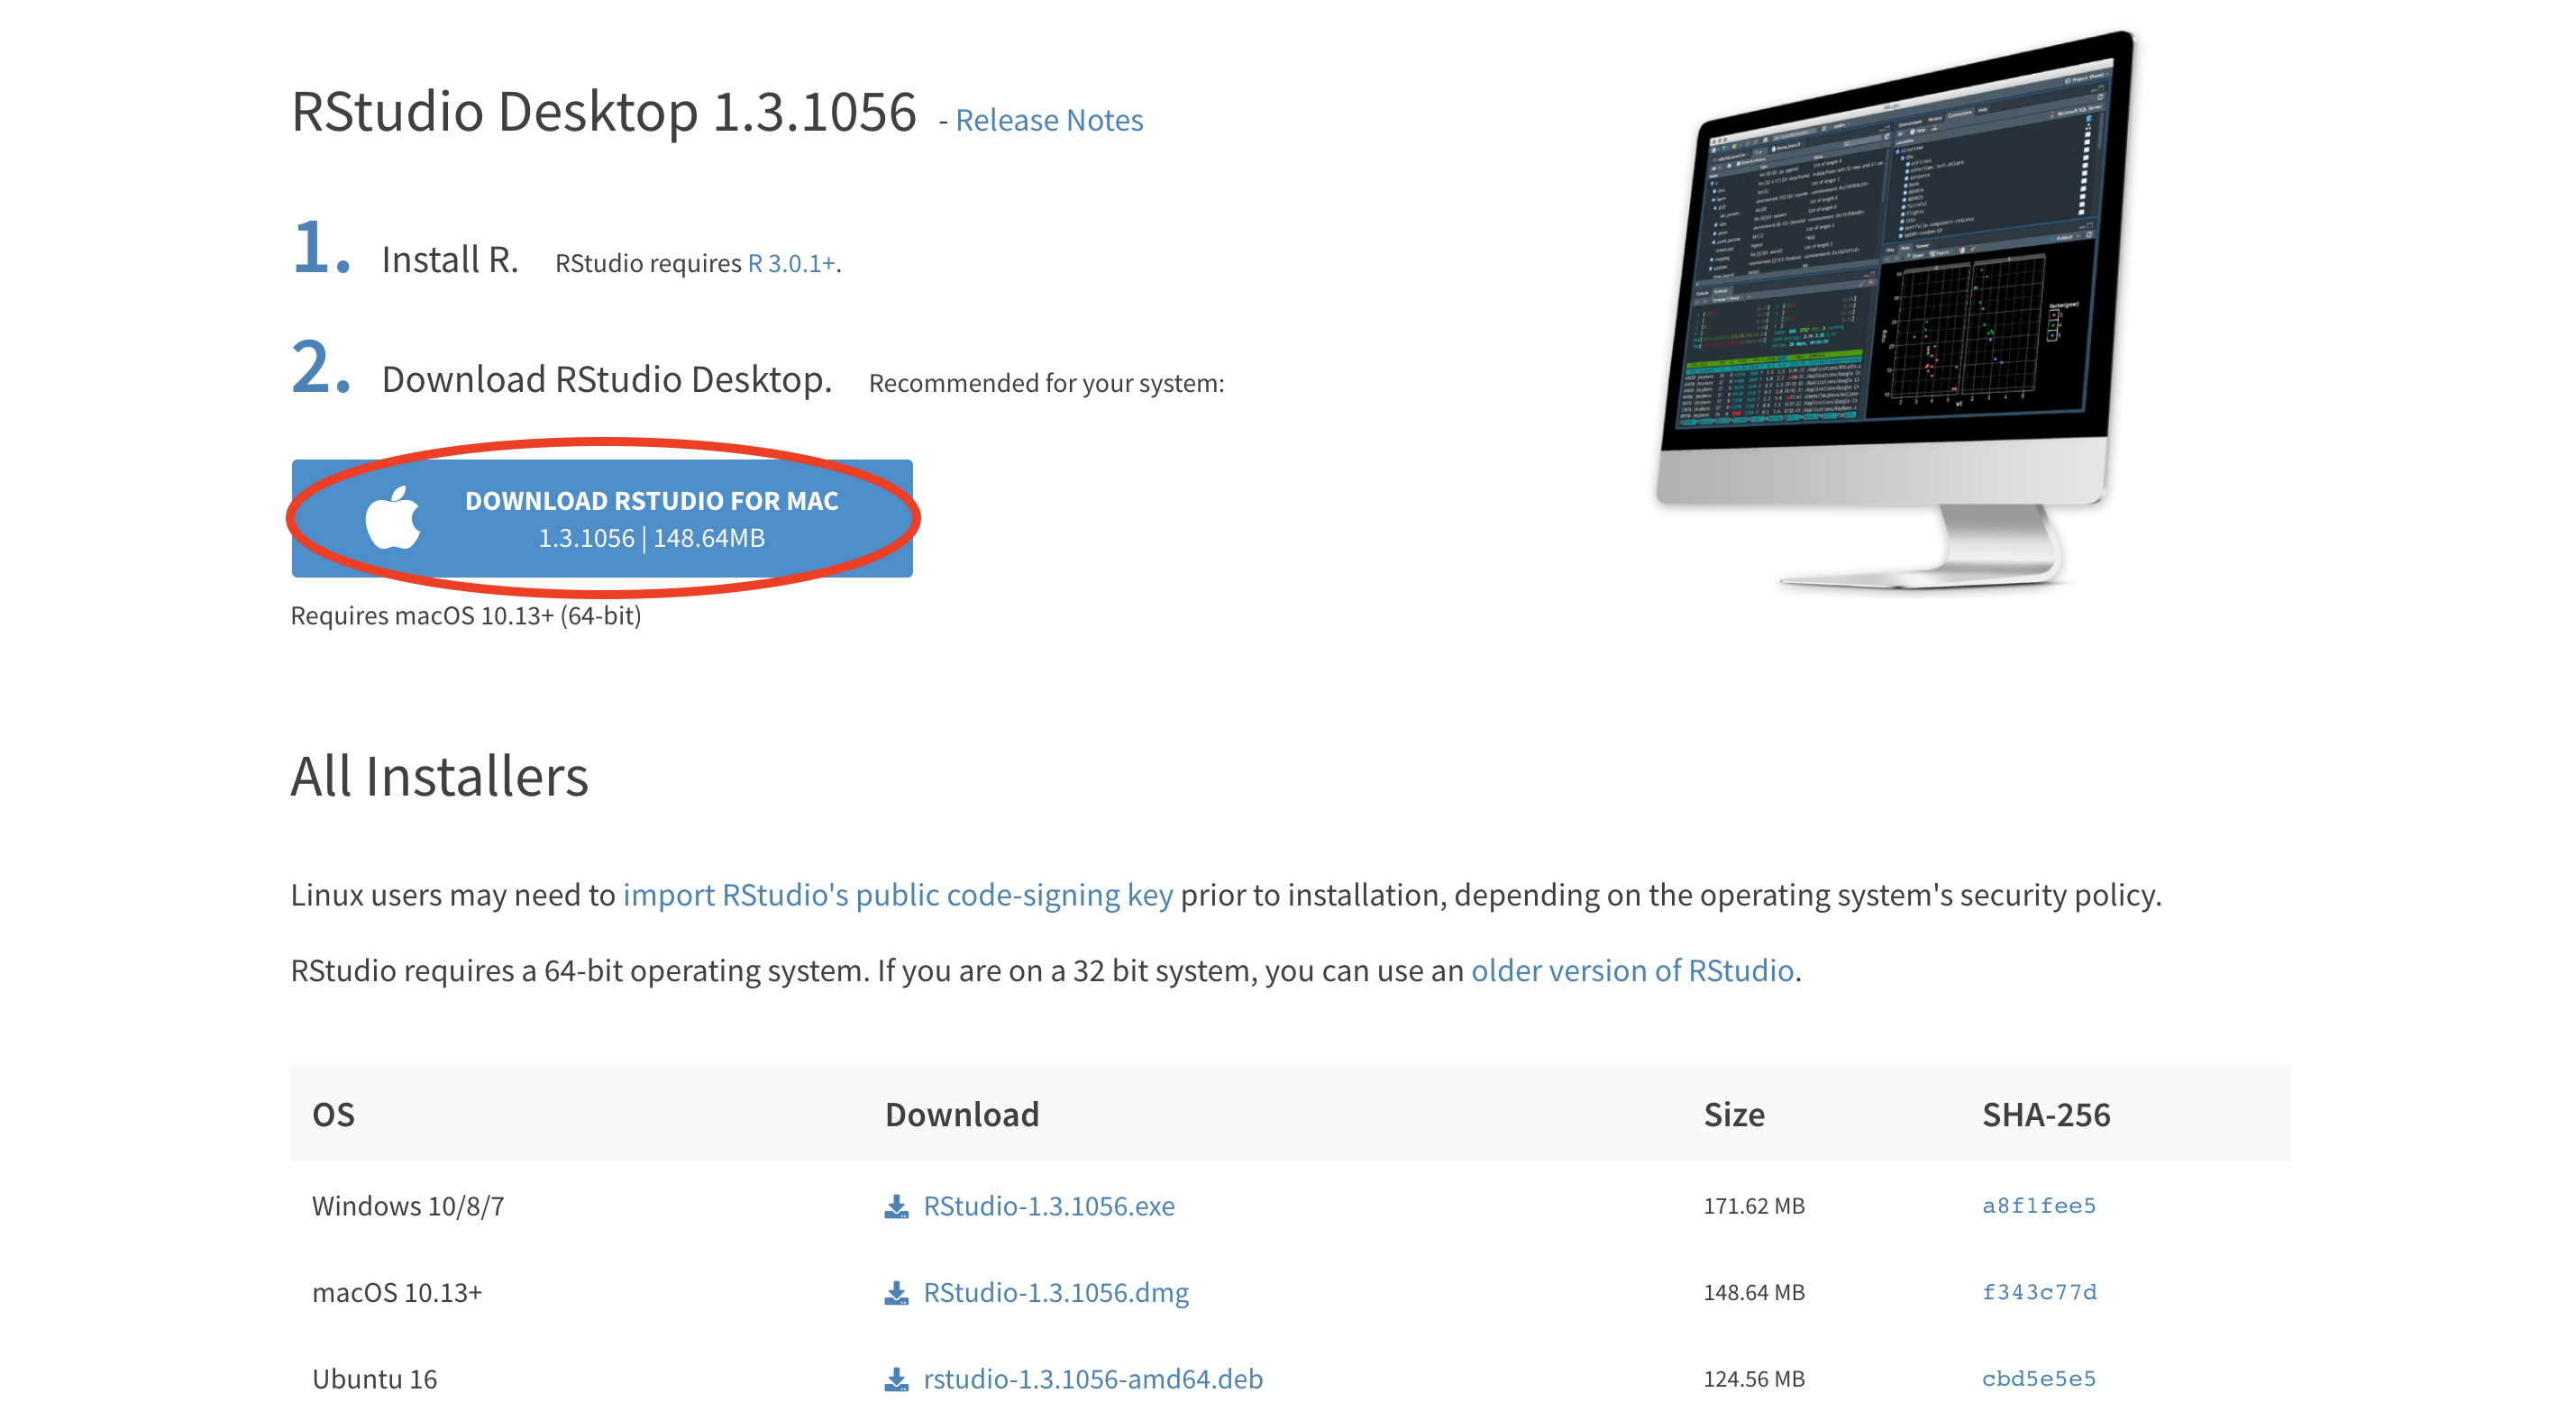 RStudio Desktop 1.3.1056 - Release Notes
1. Install R. RStudio requires R 3.0.1+.
2. Download RStudio Desktop. Recommended for your system:
DOWNLOAD RSTUDIO FOR MAC
1.3.1056 | 148.64MB
Requires macOS 10.13+ (64-bit)
All Installers
Linux users may need to import RStudio's public code-signing key prior to installation, depending on the operating system's security policy.
RStudio requires a 64-bit operating system. If you are on a 32 bit system, you can use an older version of RStudio.
OS Download Size SHA-256
Windows 10/8/7 RStudio-1.3.1056.exe 171.62 MB a8f1fee5
macOS 10.13+ RStudio-1.3.1056.dmg 148.64 MB f343c77d
Ubuntu 16 rstudio-1.3.1056-amd64.deb 124.56 MB cbd5e5e5